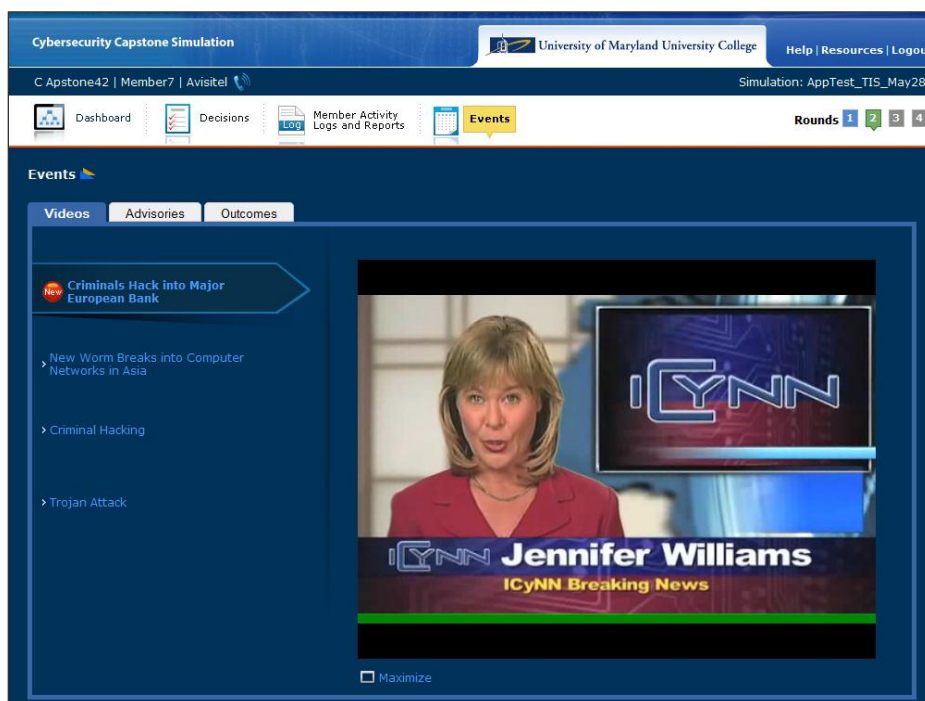 Cybersecurity Capstone Simulation
University of Maryland University College
Help | Resources | Logou
C Apstone42 | Member7 | Avisitel
Simulation: AppTest_TIS_May28
Dashboard
Decisions
Log
Member Activity
Logs and Reports
Events
Rounds 1 2 3 4
Events
Videos
Advisories
Outcomes
New
Criminals Hack into Major
European Bank
New Worm Breaks into Computer
Networks in Asia
Criminal Hacking
Trojan Attack
ICYNN
ICYNN Jennifer Williams
ICyNN Breaking News
Maximize